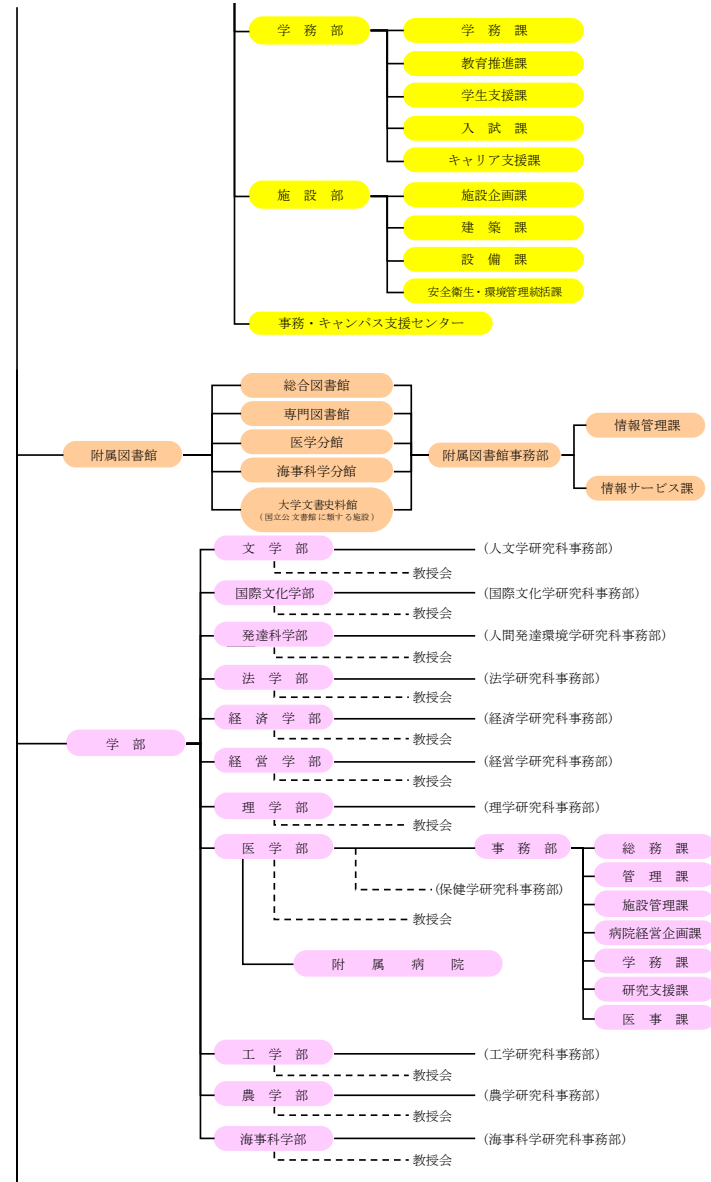 学務部
学務課
教育推進課
学生支援課
入試課
キャリア支援課
施設部
施設企画課
建築課
設備課
安全衛生・環境管理統括課
事務・キャンパス支援センター
附属図書館
総合図書館
専門図書館
医学分館
海事科学分館
大学文書史料館
(国立公文書館に類する施設)
附属図書館事務部
情報管理課
情報サービス課
学部
文学部
(人文学研究科事務部)
教授会
国際文化学部
(国際文化学研究科事務部)
教授会
発達科学部
(人間発達環境学研究科事務部)
教授会
法学部
(法学研究科事務部)
教授会
経済学部
(経済学研究科事務部)
教授会
経営学部
(経営学研究科事務部)
教授会
理学部
(理学研究科事務部)
教授会
医学部
事務部
総務課
管理課
施設管理課
病院経営企画課
学務課
研究支援課
医事課
(保健学研究科事務部)
教授会
附属病院
工学部
(工学研究科事務部)
教授会
農学部
(農学研究科事務部)
教授会
海事科学部
(海事科学研究科事務部)
教授会